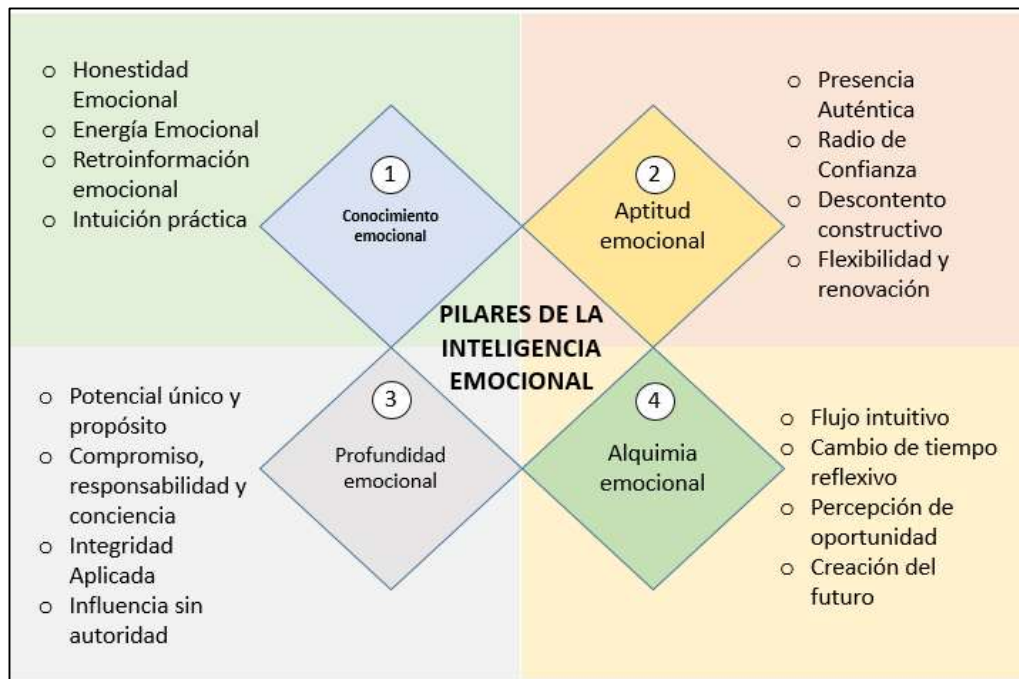 o Honestidad
Emocional
o Energía Emocional
o Retroinformación
emocional
o Intuición práctica
1
Conocimiento
emocional
2
Aptitud
emocional
o Presencia
Auténtica
o Radio de
Confianza
o Descontento
constructivo
o Flexibilidad y
renovación
PILARES DE LA
INTELIGENCIA
EMOCIONAL
o Potencial único y
propósito
o Compromiso,
responsabilidad y
conciencia
o Integridad
Aplicada
o Influencia sin
autoridad
3
Profundidad
emocional
4
Alquimia
emocional
o Flujo intuitivo
o Cambio de tiempo
reflexivo
o Percepción de
oportunidad
o Creación del
futuro